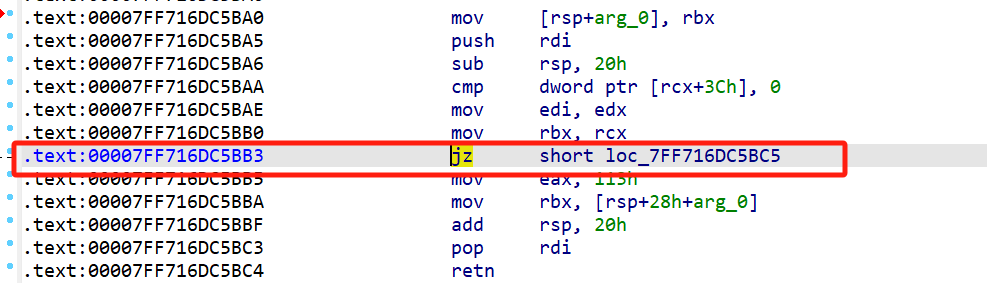 .text:00007FF716DC5BA0 mov [rsp+arg_0], rbx
.text:00007FF716DC5BA5 push rdi
.text:00007FF716DC5BA6 sub rsp, 20h
.text:00007FF716DC5BAA cmp dword ptr [rcx+3Ch], 0
.text:00007FF716DC5BAE mov edi, edx
.text:00007FF716DC5BB0 mov rbx, rcx
.text:00007FF716DC5BB3 jz short loc_7FF716DC5BC5
.text:00007FF716DC5BB5 mov eax, 113h
.text:00007FF716DC5BBA mov rbx, [rsp+28h+arg_0]
.text:00007FF716DC5BBF add rsp, 20h
.text:00007FF716DC5BC3 pop rdi
.text:00007FF716DC5BC4 retn